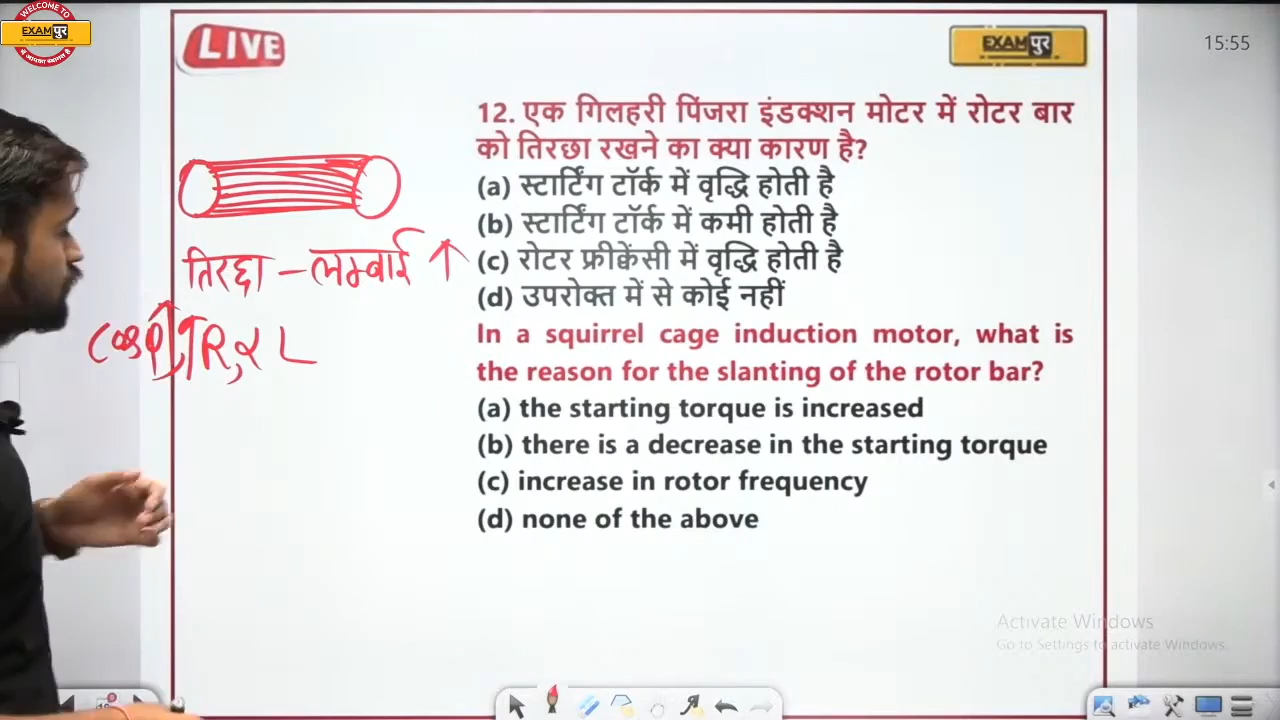 WELCOME TO
EXAMपुर
LIVE
EXAMपुर
15:55
12. एक गिलहरी पिंजरा इंडक्शन मोटर में रोटर बार
को तिरछा रखने का क्या कारण है?
(a) स्टार्टिंग टॉर्क में वृद्धि होती है
(b) स्टार्टिंग टॉर्क में कमी होती है
(c) रोटर फ्रीक्वेंसी में वृद्धि होती है
(d) उपरोक्त में से कोई नहीं
In a squirrel cage induction motor, what is
the reason for the slanting of the rotor bar?
(a) the starting torque is increased
(b) there is a decrease in the starting torque
(c) increase in rotor frequency
(d) none of the above
तिरछा – लम्बाई ↑
R2 α L
Activate Windows
Go to Settings to activate Windows.